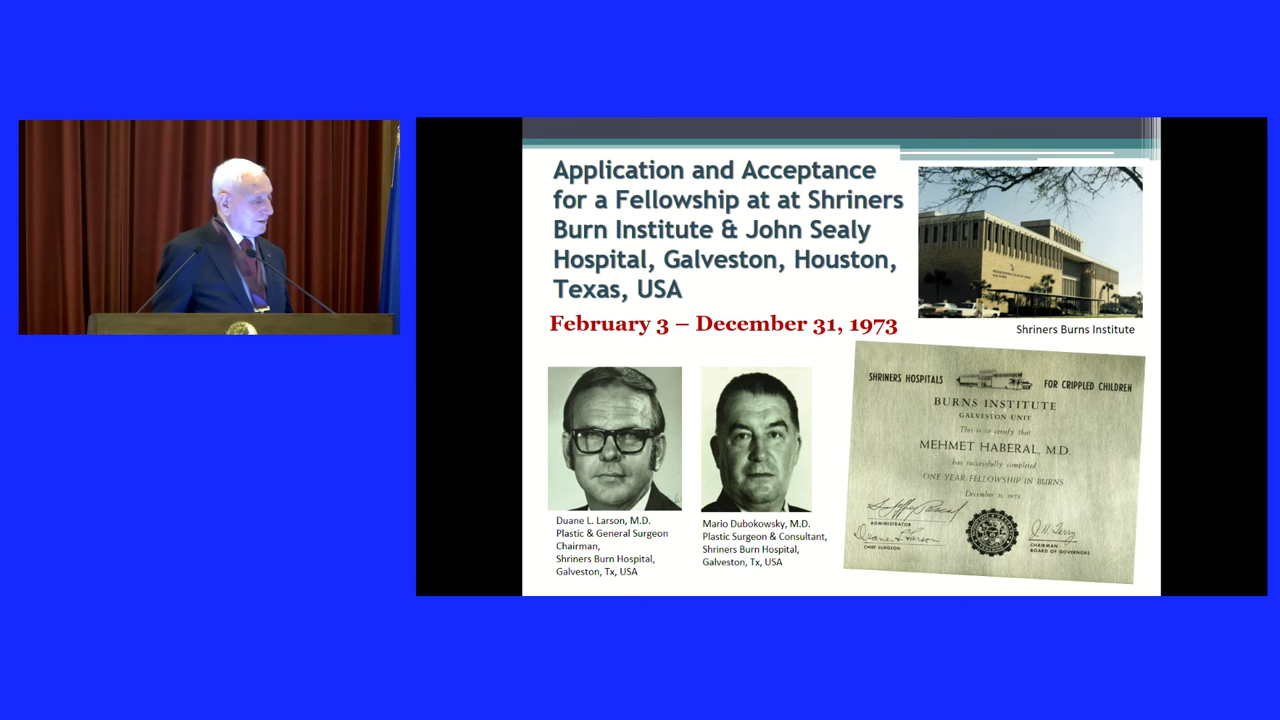 Application and Acceptance
for a Fellowship at at Shriners
Burn Institute & John Sealy
Hospital, Galveston, Houston,
Texas, USA
February 3 – December 31, 1973
Shriners Burns Institute
Duane L. Larson, M.D.
Plastic & General Surgeon
Chairman,
Shriners Burn Hospital,
Galveston, Tx, USA
Mario Dubokowsky, M.D.
Plastic Surgeon & Consultant,
Shriners Burn Hospital,
Galveston, Tx, USA
SHRINERS HOSPITALS FOR CRIPPLED CHILDREN
BURNS INSTITUTE
GALVESTON UNIT
This is to certify that
MEHMET HABERAL, M.D.
has successfully completed
ONE YEAR FELLOWSHIP IN BURNS
December 31, 1973
ADMINISTRATOR
CHIEF SURGEON
CHAIRMAN
BOARD OF GOVERNORS